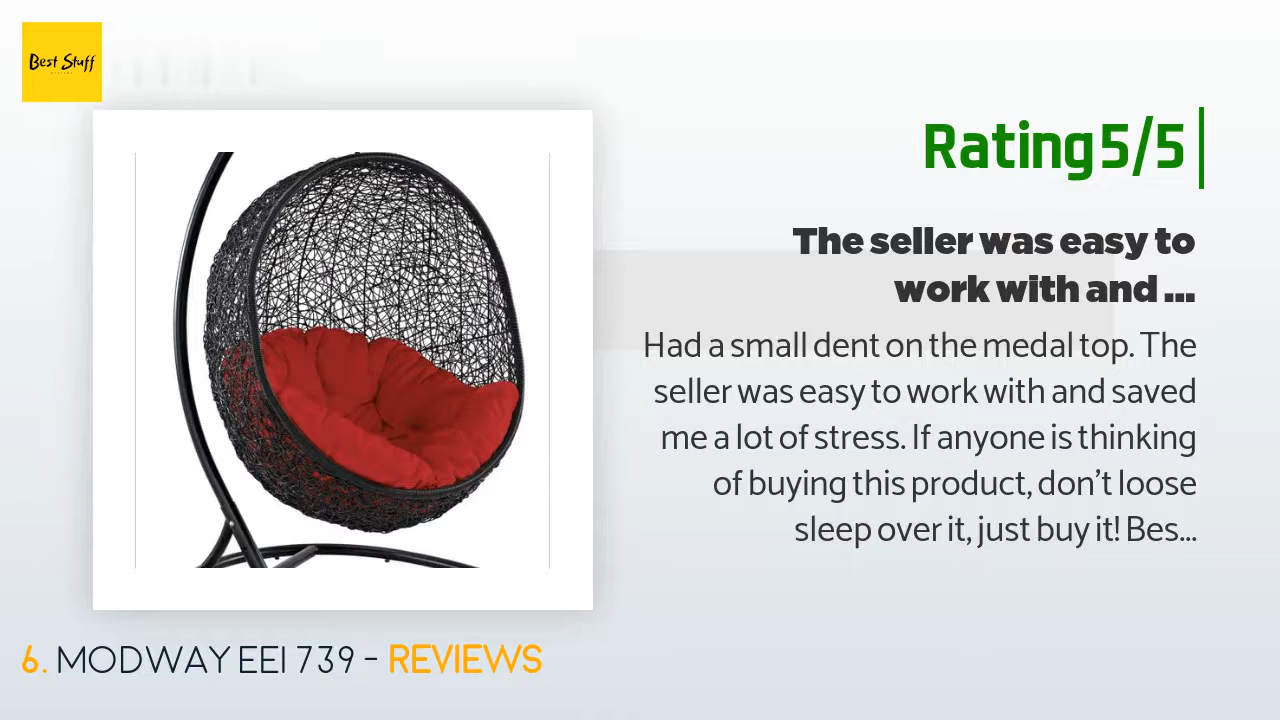 Best Stuff
Rating 5/5
The seller was easy to
work with and ...
Had a small dent on the medal top. The
seller was easy to work with and saved
me a lot of stress. If anyone is thinking
of buying this product, don't loose
sleep over it, just buy it! Bes...
6. MODWAY EEI 739 - REVIEWS